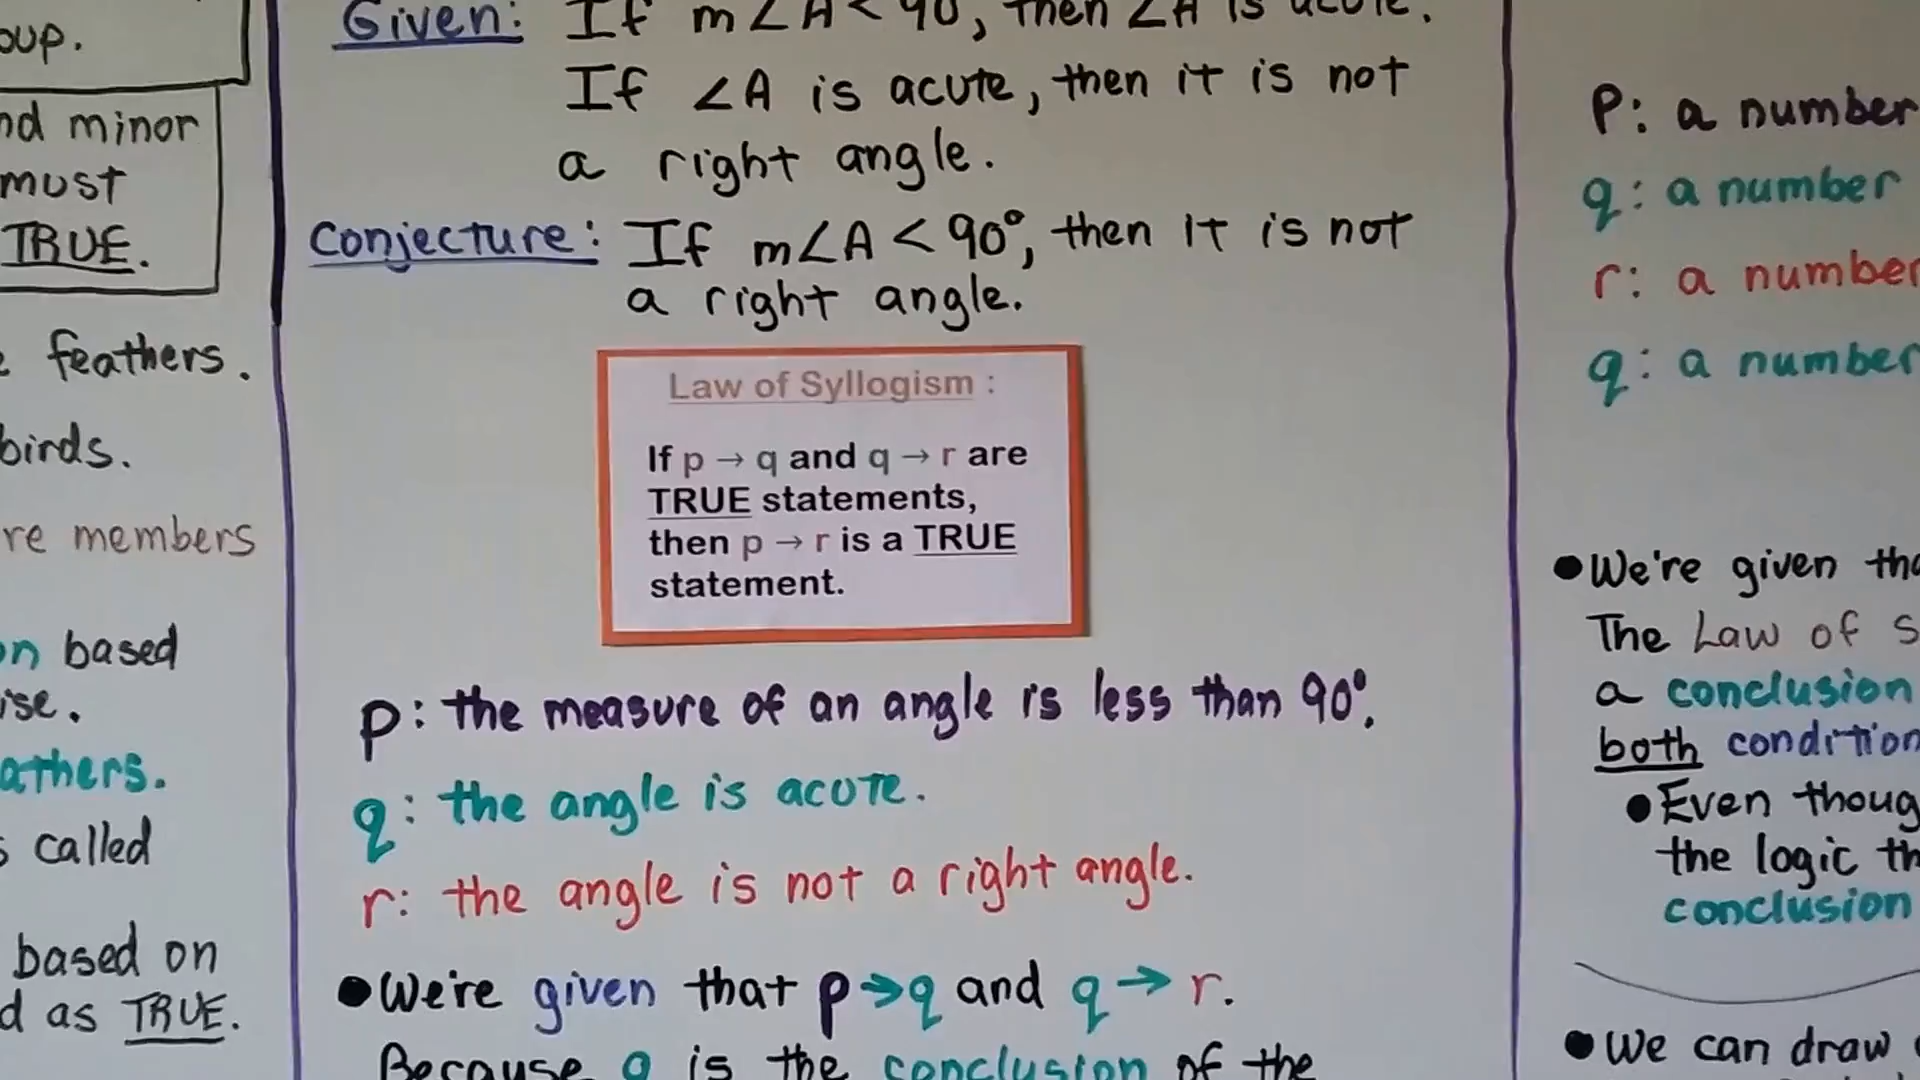 oup.
nd minor
must
TRUE.
feathers.
birds.
re members
on based
ise.
athers.
called
based on
d as TRUE.
Given: If m∠A < 90, then ∠A is acute.
If ∠A is acute, then it is not
a right angle.
Conjecture: If m∠A < 90°, then it is not
a right angle.
Law of Syllogism :
If p → q and q → r are
TRUE statements,
then p → r is a TRUE
statement.
p: the measure of an angle is less than 90°.
q: the angle is acute.
r: the angle is not a right angle.
●We're given that p→q and q→r.
Because q is the conclusion of the
P: a number
q: a number
r: a number
q: a number
●We're given tha
The Law of S
a conclusion
both condition
●Even thoug
the logic th
conclusion
●We can draw